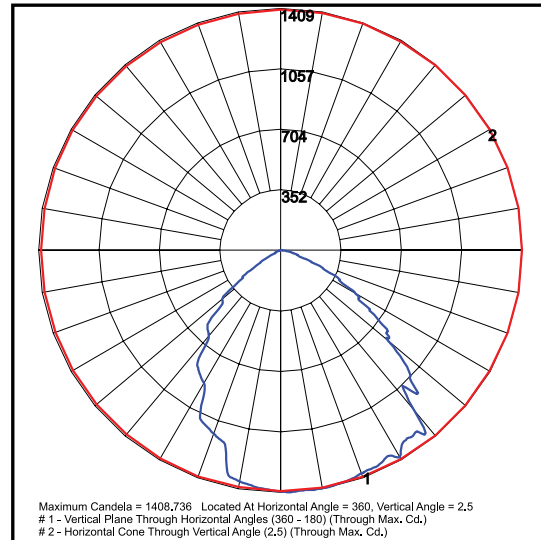 1409
1057
704
2
352
1
Maximum Candela = 1408.736 Located At Horizontal Angle = 360, Vertical Angle = 2.5
# 1 - Vertical Plane Through Horizontal Angles (360 - 180) (Through Max. Cd.)
# 2 - Horizontal Cone Through Vertical Angle (2.5) (Through Max. Cd.)